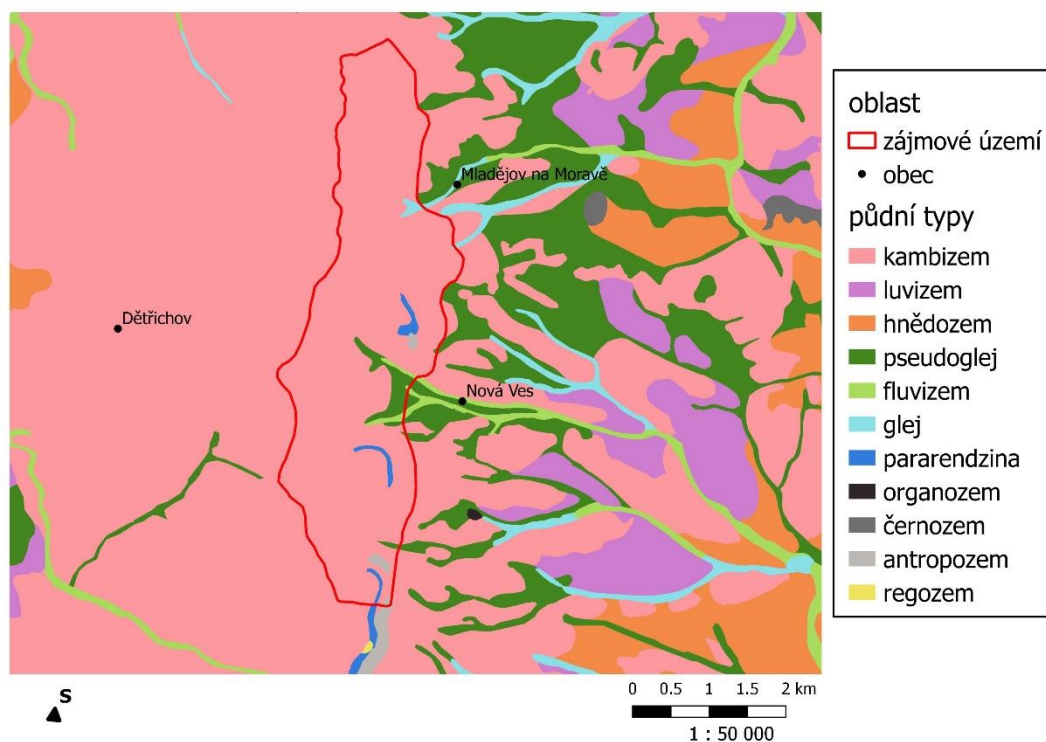 Mladějov na Moravě
Dětřichov
Nová Ves
oblast
zájmové území
obec
půdní typy
kambizem
luvizem
hnědozem
pseudoglej
fluvizem
glej
pararendzina
organozem
černozem
antropozem
regozem
S
0 0.5 1 1.5 2 km
1 : 50 000